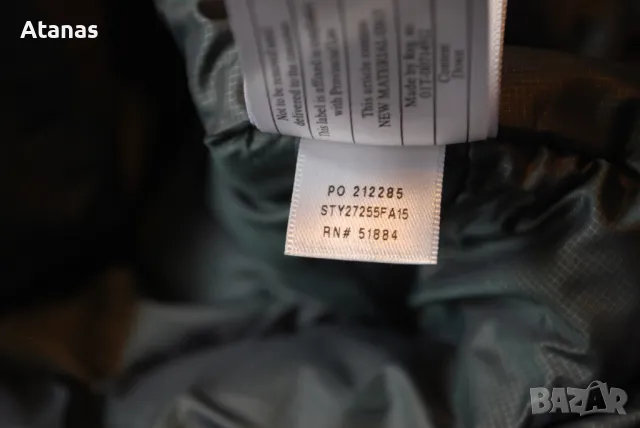 Atanas
Not to be removed until
delivered to the consumer
This label is affixed in compliance
with Provincial Law
This article contains
NEW MATERIAL ONLY
Made by Reg. no.
Content
Down
PO 212285
STY27255FA15
RN# 51884
BAZAR